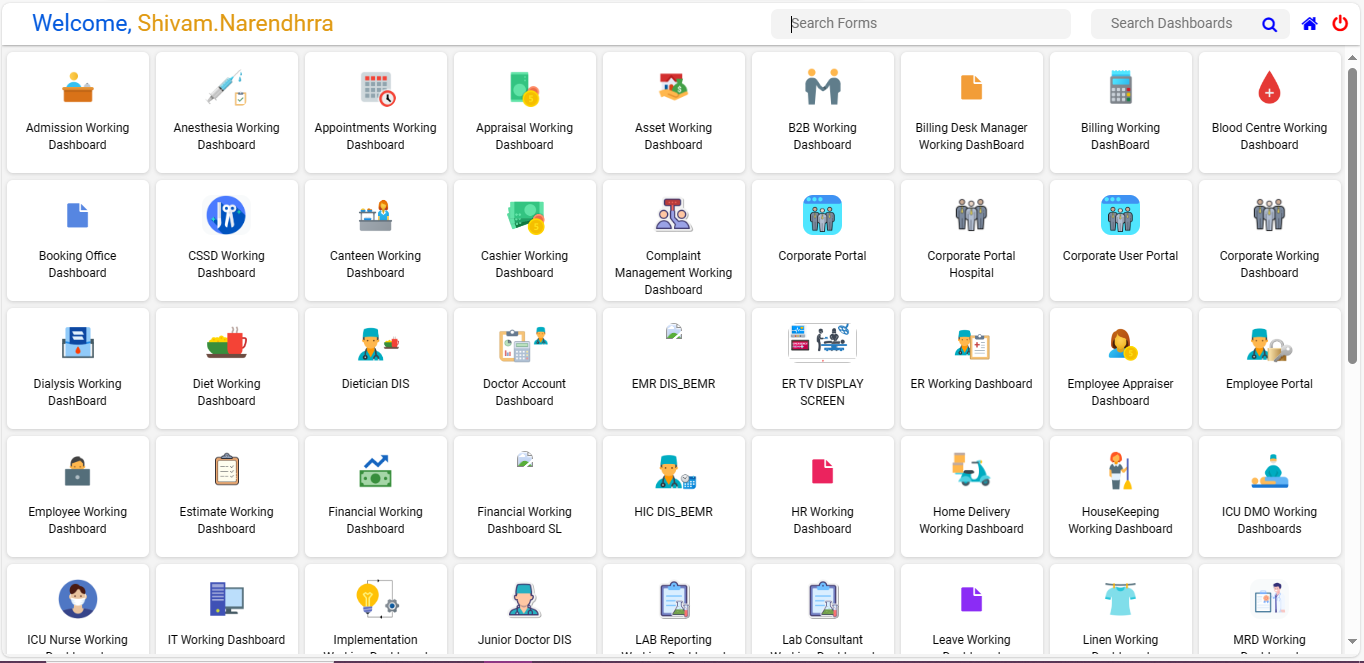 Welcome, Shivam.Narendhrra
Search Forms
Search Dashboards
Admission Working
Dashboard
Anesthesia Working
Dashboard
Appointments Working
Dashboard
Appraisal Working
Dashboard
Asset Working
Dashboard
B2B Working
Dashboard
Billing Desk Manager
Working DashBoard
Billing Working
DashBoard
Blood Centre Working
Dashboard
Booking Office
Dashboard
CSSD Working
Dashboard
Canteen Working
Dashboard
Cashier Working
Dashboard
Complaint
Management Working
Dashboard
Corporate Portal
Corporate Portal
Hospital
Corporate User Portal
Corporate Working
Dashboard
Dialysis Working
DashBoard
Diet Working
Dashboard
Dietician DIS
Doctor Account
Dashboard
EMR DIS_BEMR
ER TV DISPLAY
SCREEN
ER Working Dashboard
Employee Appraiser
Dashboard
Employee Portal
Employee Working
Dashboard
Estimate Working
Dashboard
Financial Working
Dashboard
Financial Working
Dashboard SL
HIC DIS_BEMR
HR Working
Dashboard
Home Delivery
Working Dashboard
HouseKeeping
Working Dashboard
ICU DMO Working
Dashboards
ICU Nurse Working
IT Working Dashboard
Implementation
Junior Doctor DIS
LAB Reporting
Lab Consultant
Leave Working
Linen Working
MRD Working